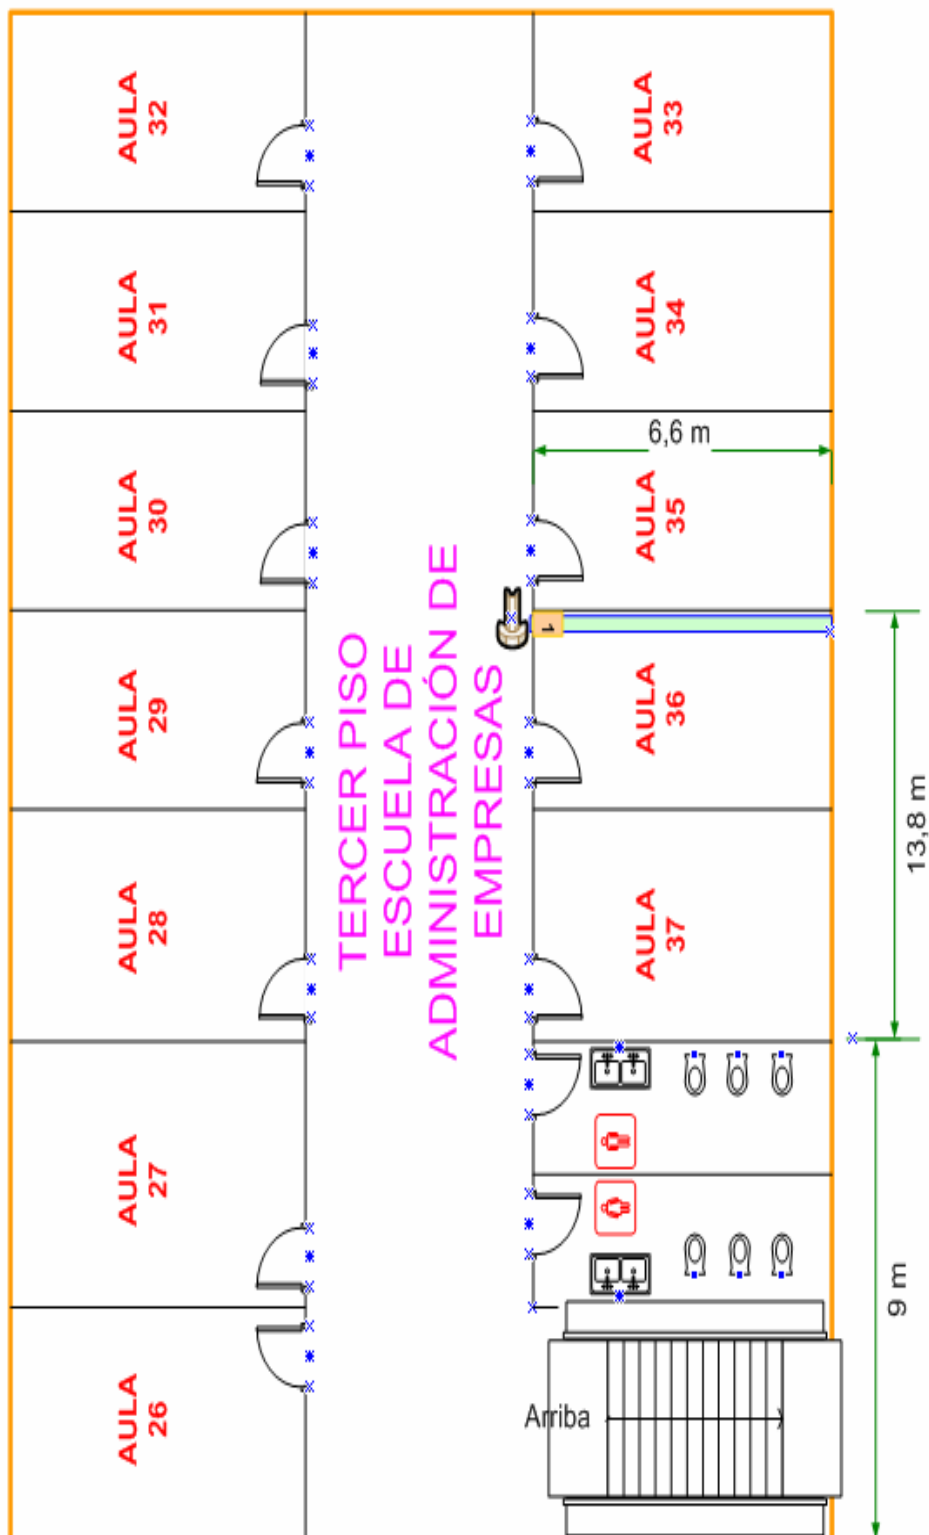 AULA
32
AULA
33
AULA
31
AULA
34
6,6 m
AULA
30
AULA
35
1
AULA
29
AULA
36
TERCER PISO
ESCUELA DE
ADMINISTRACIÓN DE
EMPRESAS
13,8 m
AULA
28
AULA
37
AULA
27
9 m
AULA
26
Arriba